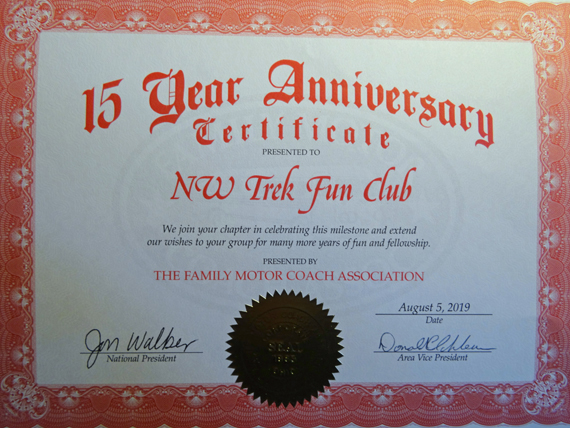 15 Year Anniversary
Certificate
PRESENTED TO
NW Trek Fun Club
We join your chapter in celebrating this milestone and extend
our wishes to your group for many more years of fun and fellowship.
PRESENTED BY
THE FAMILY MOTOR COACH ASSOCIATION
August 5, 2019
Date
Jon Walker
National President
Area Vice President
SEAL
1963